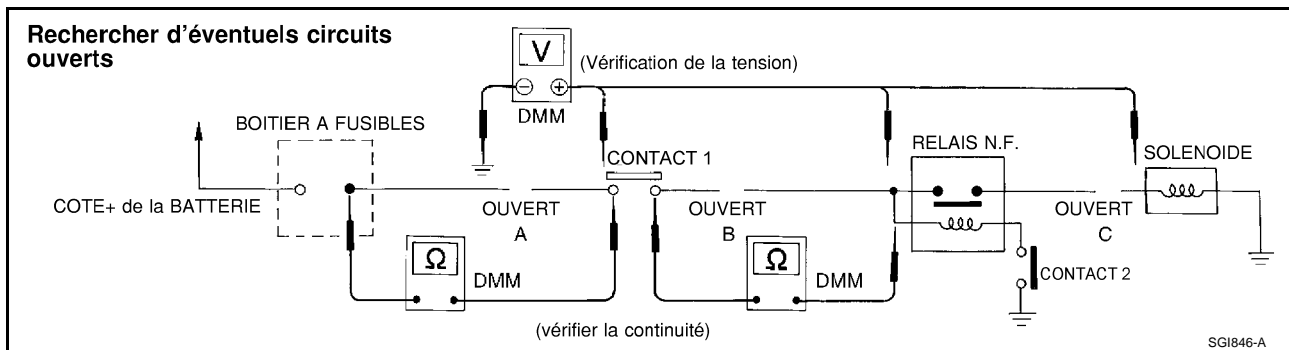 Rechercher d'éventuels circuits
ouverts
V
(Vérification de la tension)
− +
DMM
BOITIER A FUSIBLES
CONTACT 1
RELAIS N.F.
SOLENOIDE
COTE+ de la BATTERIE
OUVERT
A
OUVERT
B
OUVERT
C
Ω
DMM
Ω
DMM
CONTACT 2
(vérifier la continuité)
SGI846-A